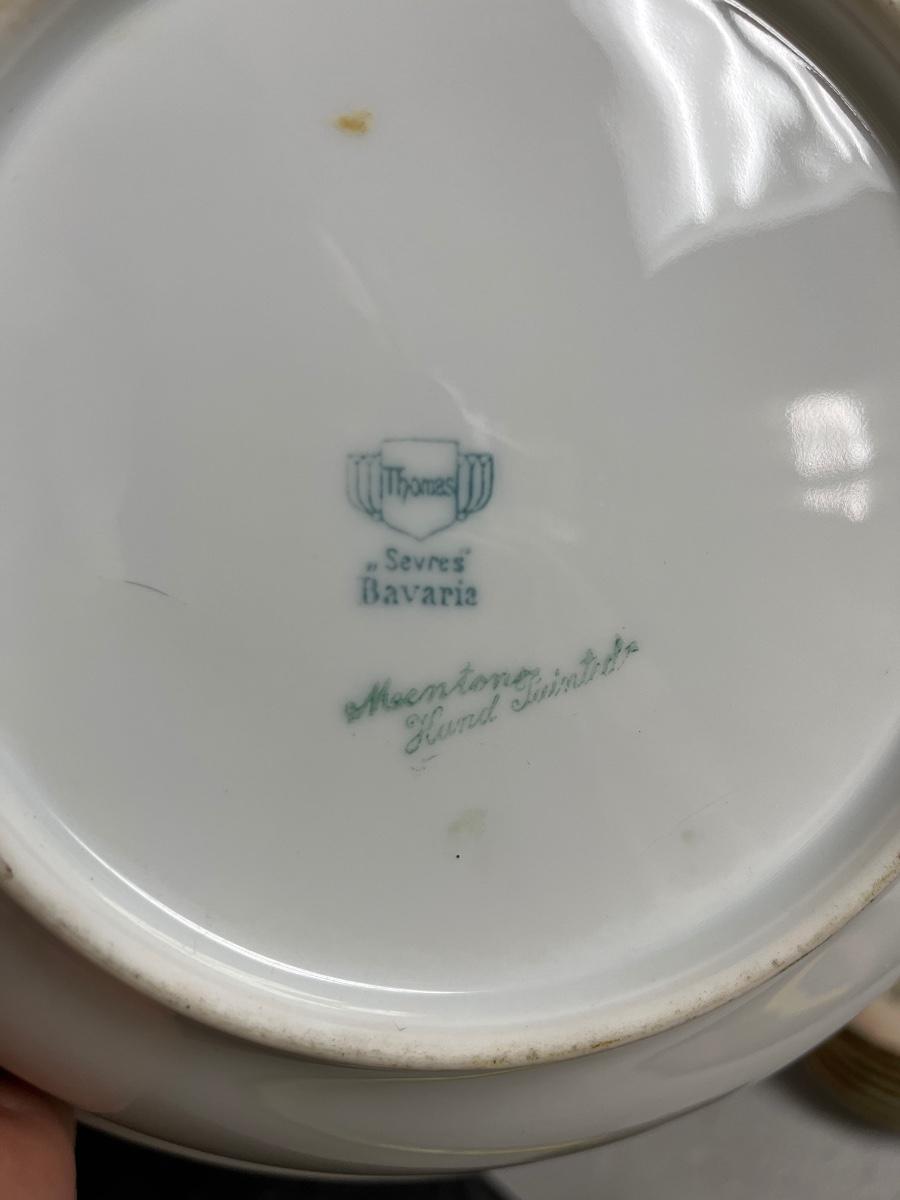 Thomas
„Sevres"
Bavaria
Mentone
Hand Painted